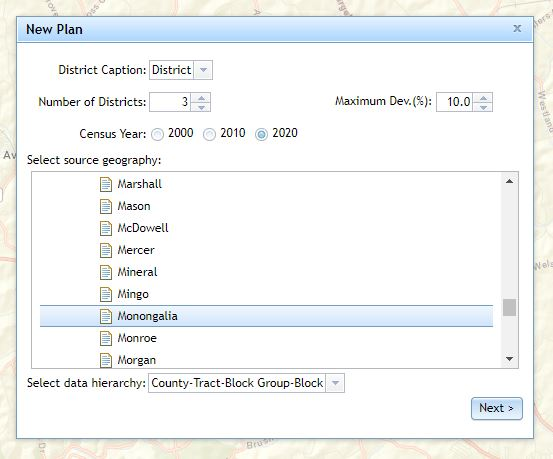 New Plan
x
District Caption: District
Number of Districts: 3 Maximum Dev.(%): 10.0
Census Year: 2000 2010 2020
Select source geography:
Marshall
Mason
McDowell
Mercer
Mineral
Mingo
Monongalia
Monroe
Morgan
Select data hierarchy: County-Tract-Block Group-Block
Next >